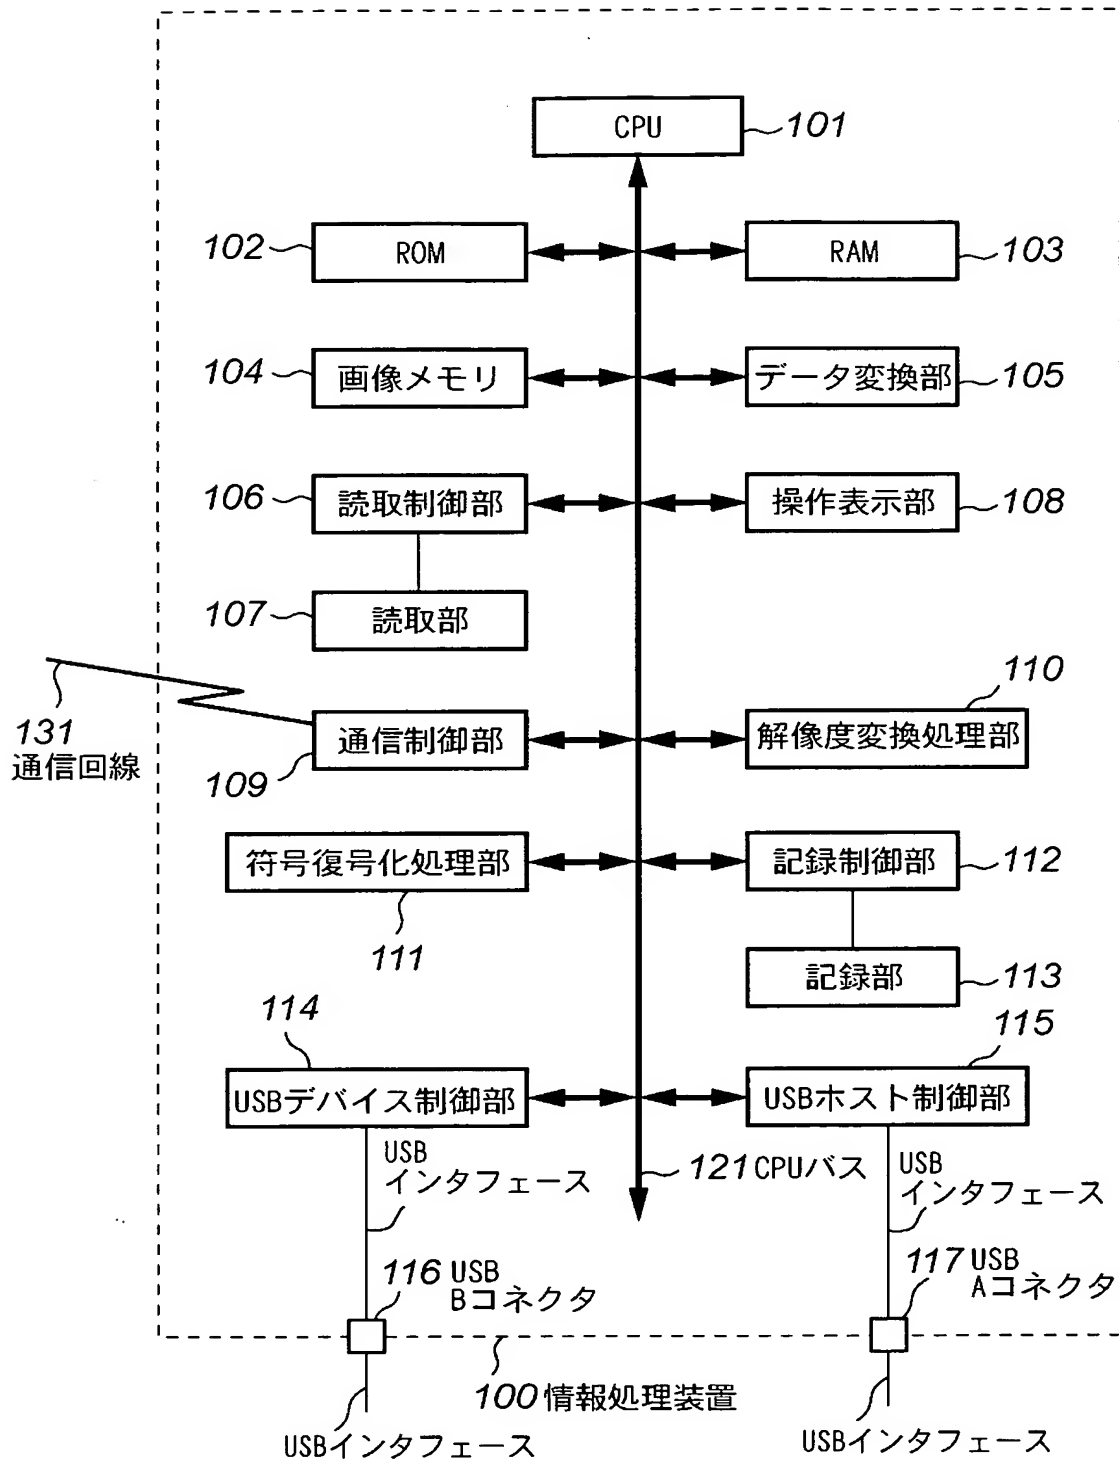 CPU
101
102
ROM
RAM
103
104
画像メモリ
データ変換部
105
106
読取制御部
操作表示部
108
107
読取部
131
通信回線
109
通信制御部
110
解像度変換処理部
符号復号化処理部
111
記録制御部
112
記録部
113
114
USBデバイス制御部
115
USBホスト制御部
USB
インタフェース
121 CPUバス
USB
インタフェース
116 USB
Bコネクタ
117 USB
Aコネクタ
100 情報処理装置
USBインタフェース
USBインタフェース